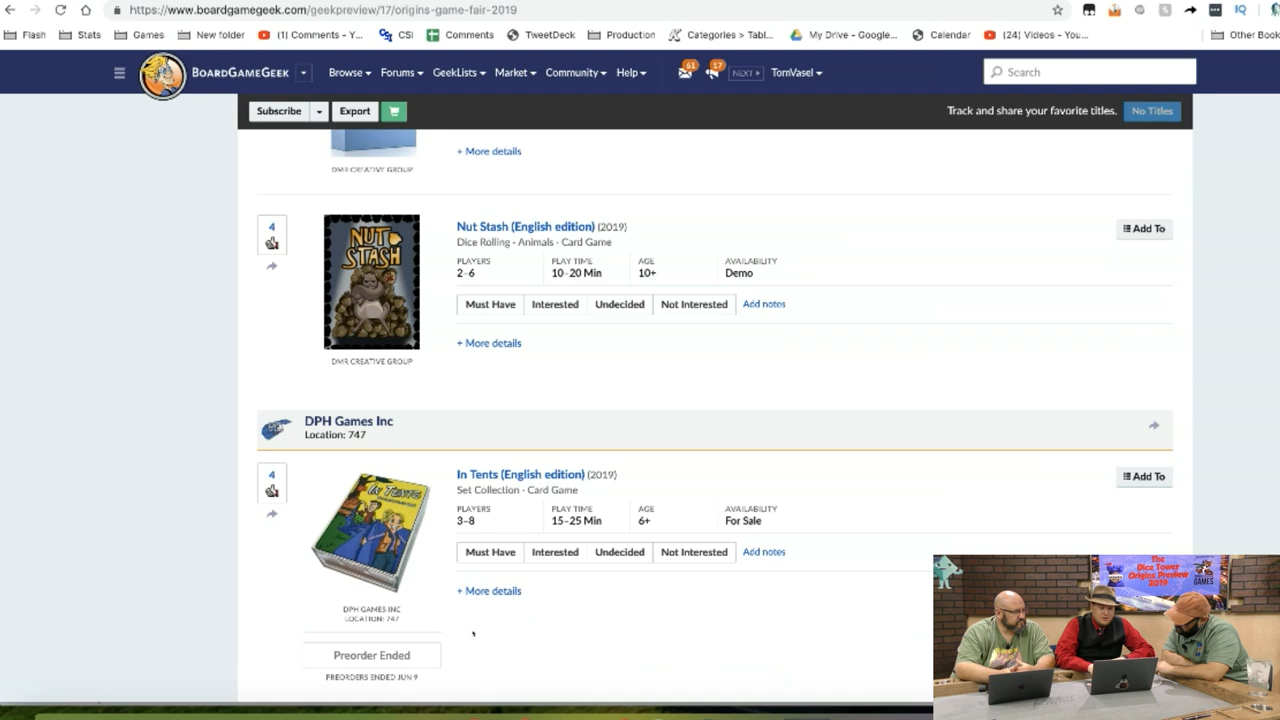 https://www.boardgamegeek.com/geekpreview/17/origins-game-fair-2019
Flash Stats Games New folder (1) Comments - Y... CSI Comments TweetDeck Production Categories > Tabl... My Drive - Google... Calendar (24) Videos - You... Other Book
BOARDGAMEGEEK Browse Forums GeekLists Market Community Help 61 17 NEXT TomVasel Search
Subscribe Export Track and share your favorite titles. No Titles
+ More details
DMR CREATIVE GROUP
4
NUT STASH
Nut Stash (English edition) (2019)
Add To
Dice Rolling - Animals - Card Game
PLAYERS PLAY TIME AGE AVAILABILITY
2–6 10–20 Min 10+ Demo
Must Have Interested Undecided Not Interested Add notes
+ More details
DMR CREATIVE GROUP
DPH Games Inc
Location: 747
4
IN TENTS
In Tents (English edition) (2019)
Add To
Set Collection - Card Game
PLAYERS PLAY TIME AGE AVAILABILITY
3–8 15–25 Min 6+ For Sale
Must Have Interested Undecided Not Interested Add notes
+ More details
DPH GAMES INC
LOCATION: 747
Preorder Ended
PREORDERS ENDED JUN 9
The
Dice Tower
Origins Preview
2019
GAMES